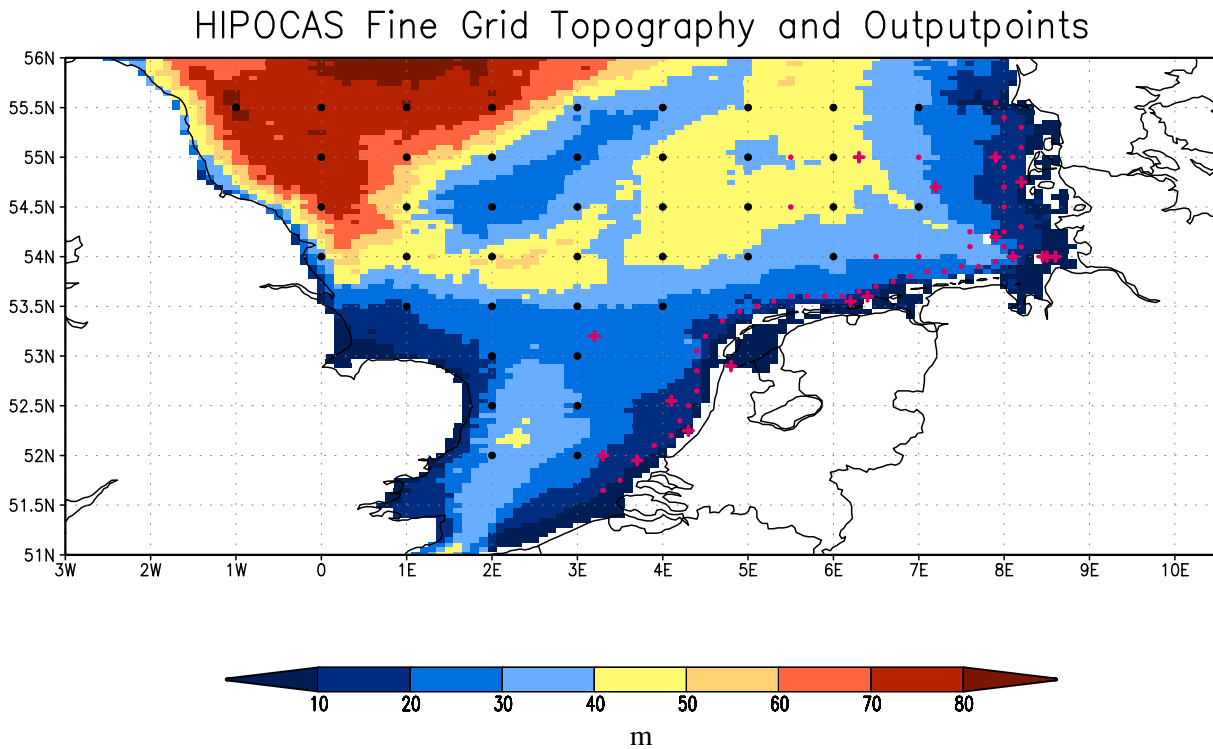 HIPOCAS Fine Grid Topography and Outputpoints
56N
55.5N
55N
54.5N
54N
53.5N
53N
52.5N
52N
51.5N
51N
3W 2W 1W 0 1E 2E 3E 4E 5E 6E 7E 8E 9E 10E
10 20 30 40 50 60 70 80
m